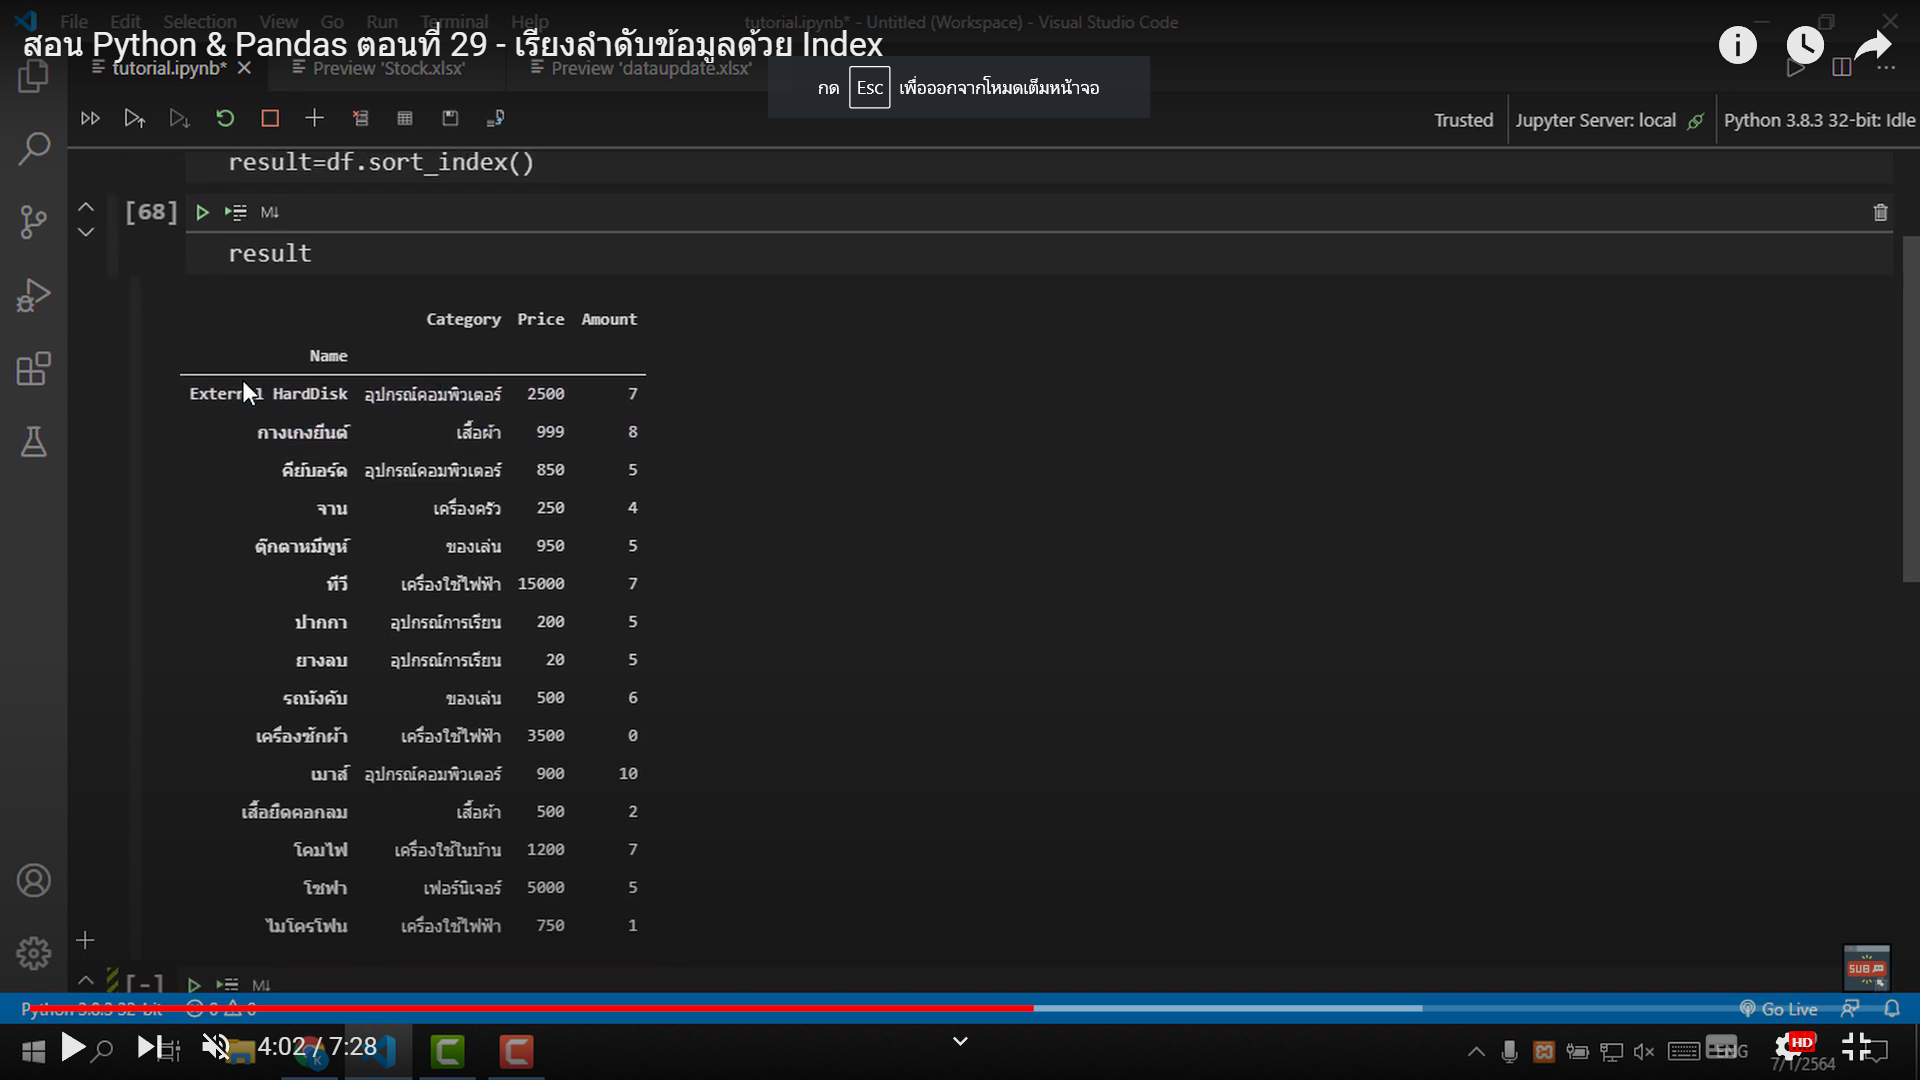 File Edit Selection View Go Run Terminal Help
tutorial.ipynb* - Untitled (Workspace) - Visual Studio Code
สอน Python & Pandas ตอนที่ 29 - เรียงลำดับข้อมูลด้วย Index
tutorial.ipynb* Preview 'Stock.xlsx' Preview 'dataupdate.xlsx'
กด Esc เพื่อออกจากโหมดเต็มหน้าจอ
Trusted Jupyter Server: local Python 3.8.3 32-bit: Idle
result=df.sort_index()
[68] M↓
result
Category Price Amount
Name
External HardDisk อุปกรณ์คอมพิวเตอร์ 2500 7
กางเกงยีนต์ เสื้อผ้า 999 8
คีย์บอร์ด อุปกรณ์คอมพิวเตอร์ 850 5
จาน เครื่องครัว 250 4
ตุ๊กตาหมีพูห์ ของเล่น 950 5
ทีวี เครื่องใช้ไฟฟ้า 15000 7
ปากกา อุปกรณ์การเรียน 200 5
ยางลบ อุปกรณ์การเรียน 20 5
รถบังคับ ของเล่น 500 6
เครื่องซักผ้า เครื่องใช้ไฟฟ้า 3500 0
เมาส์ อุปกรณ์คอมพิวเตอร์ 900 10
เสื้อยืดคอกลม เสื้อผ้า 500 2
โคมไฟ เครื่องใช้ในบ้าน 1200 7
โซฟา เฟอร์นิเจอร์ 5000 5
ไมโครโฟน เครื่องใช้ไฟฟ้า 750 1
[-] M↓
SUB
Python 3.8.3 32-bit 0 0 Go Live
4:02 / 7:28
ENG
HD
7/1/2564